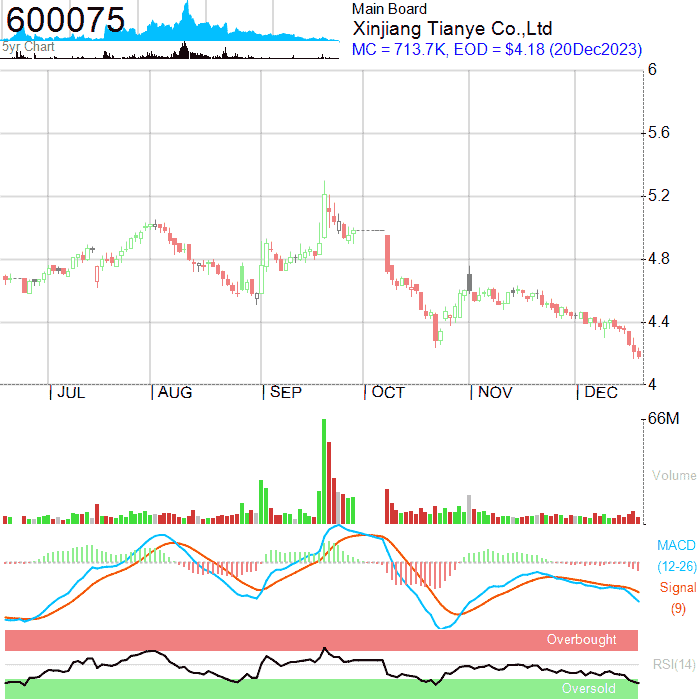 600075
5yr Chart
Main Board
Xinjiang Tianye Co.,Ltd
MC = 713.7K, EOD = $4.18 (20Dec2023)
6
5.6
5.2
4.8
4.4
4
JUL AUG SEP OCT NOV DEC
66M
Volume
MACD
(12-26)
Signal
(9)
Overbought
RSI(14)
Oversold